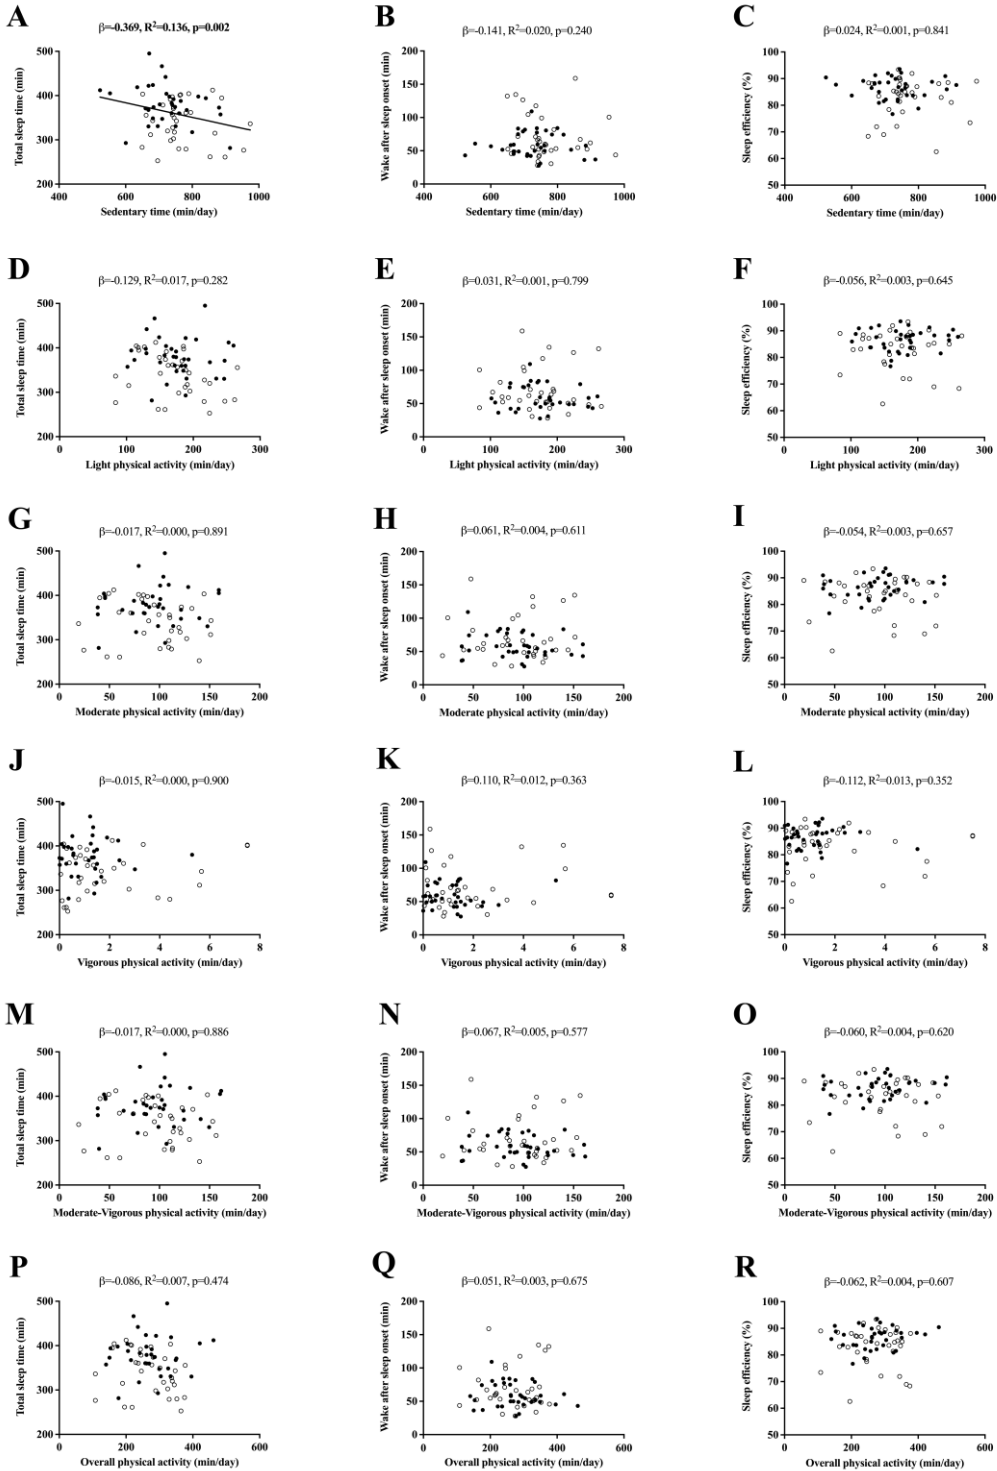 A
β=-0.369, R²=0.136, p=0.002
Total sleep time (min)
500
400
300
200
400 600 800 1000
Sedentary time (min/day)
B
β=-0.141, R²=0.020, p=0.240
Wake after sleep onset (min)
200
150
100
50
0
400 600 800 1000
Sedentary time (min/day)
C
β=0.024, R²=0.001, p=0.841
Sleep efficiency (%)
100
90
80
70
60
50
400 600 800 1000
Sedentary time (min/day)
D
β=-0.129, R²=0.017, p=0.282
Total sleep time (min)
500
400
300
200
0 100 200 300
Light physical activity (min/day)
E
β=0.031, R²=0.001, p=0.799
Wake after sleep onset (min)
200
150
100
50
0
0 100 200 300
Light physical activity (min/day)
F
β=-0.056, R²=0.003, p=0.645
Sleep efficiency (%)
100
90
80
70
60
50
0 100 200 300
Light physical activity (min/day)
G
β=-0.017, R²=0.000, p=0.891
Total sleep time (min)
500
400
300
200
0 50 100 150 200
Moderate physical activity (min/day)
H
β=0.061, R²=0.004, p=0.611
Wake after sleep onset (min)
200
150
100
50
0
0 50 100 150 200
Moderate physical activity (min/day)
I
β=-0.054, R²=0.003, p=0.657
Sleep efficiency (%)
100
90
80
70
60
50
0 50 100 150 200
Moderate physical activity (min/day)
J
β=-0.015, R²=0.000, p=0.900
Total sleep time (min)
500
400
300
200
0 2 4 6 8
Vigorous physical activity (min/day)
K
β=0.110, R²=0.012, p=0.363
Wake after sleep onset (min)
200
150
100
50
0
0 2 4 6 8
Vigorous physical activity (min/day)
L
β=-0.112, R²=0.013, p=0.352
Sleep efficiency (%)
100
90
80
70
60
50
0 2 4 6 8
Vigorous physical activity (min/day)
M
β=-0.017, R²=0.000, p=0.886
Total sleep time (min)
500
400
300
200
0 50 100 150 200
Moderate-Vigorous physical activity (min/day)
N
β=0.067, R²=0.005, p=0.577
Wake after sleep onset (min)
200
150
100
50
0
0 50 100 150 200
Moderate-Vigorous physical activity (min/day)
O
β=-0.060, R²=0.004, p=0.620
Sleep efficiency (%)
100
90
80
70
60
50
0 50 100 150 200
Moderate-Vigorous physical activity (min/day)
P
β=-0.086, R²=0.007, p=0.474
Total sleep time (min)
500
400
300
200
0 200 400 600
Overall physical activity (min/day)
Q
β=0.051, R²=0.003, p=0.675
Wake after sleep onset (min)
200
150
100
50
0
0 200 400 600
Overall physical activity (min/day)
R
β=-0.062, R²=0.004, p=0.607
Sleep efficiency (%)
100
90
80
70
60
50
0 200 400 600
Overall physical activity (min/day)